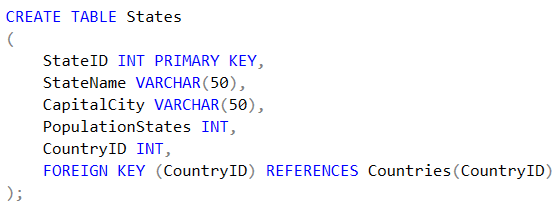 CREATE TABLE States
(
    StateID INT PRIMARY KEY,
    StateName VARCHAR(50),
    CapitalCity VARCHAR(50),
    PopulationStates INT,
    CountryID INT,
    FOREIGN KEY (CountryID) REFERENCES Countries(CountryID)
);